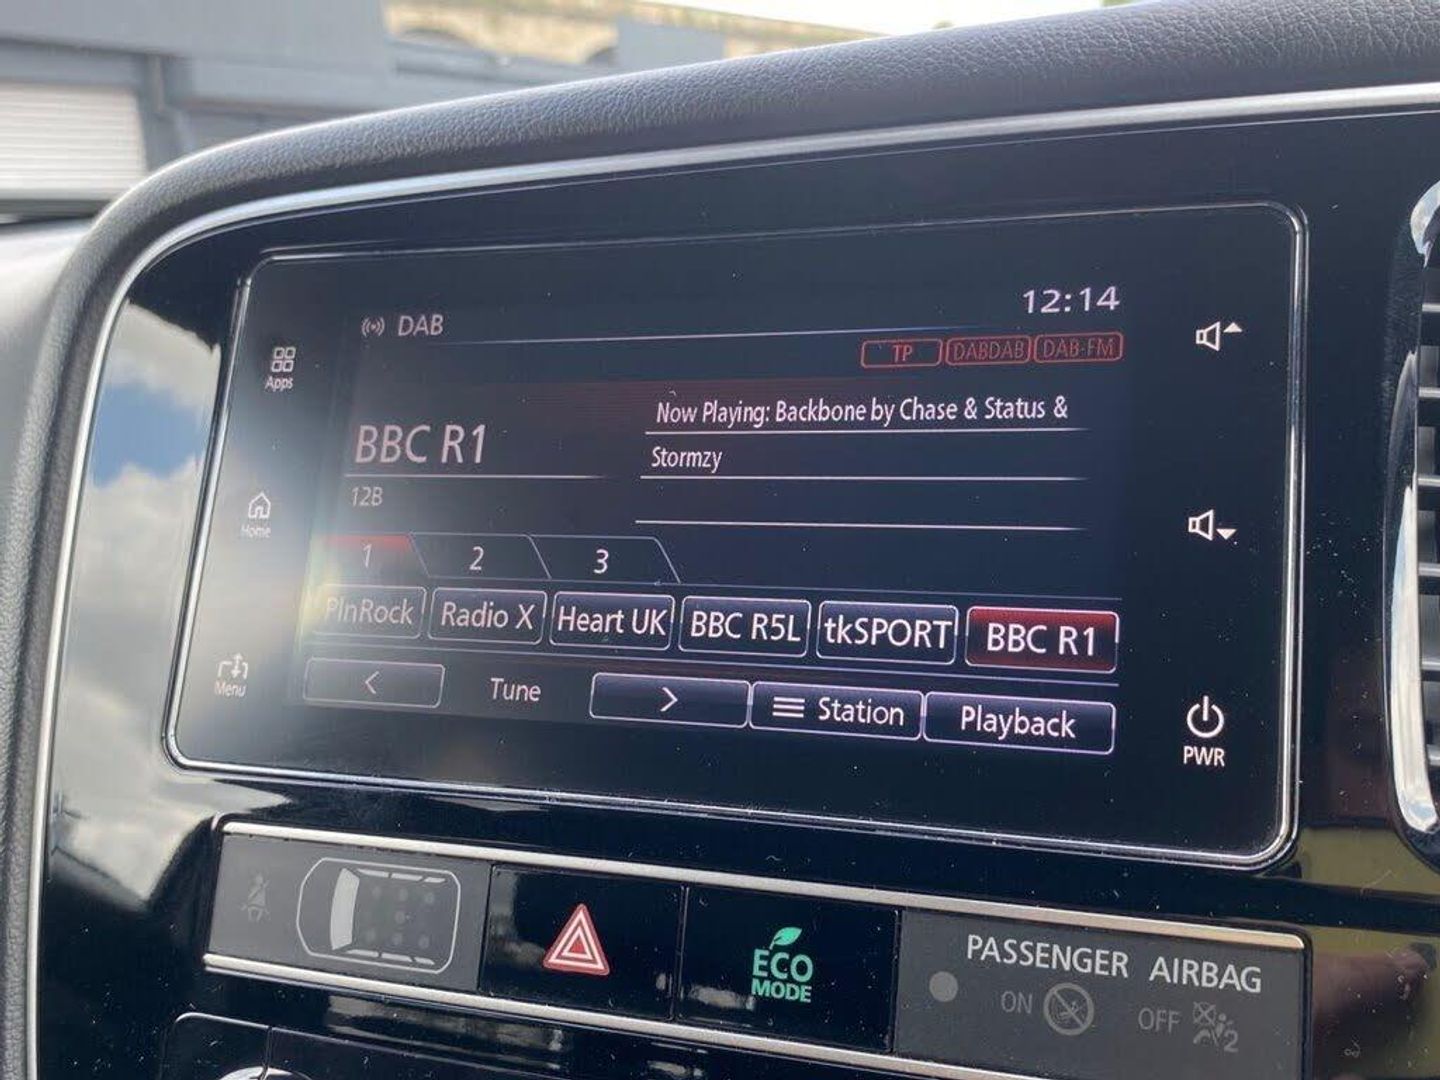 DAB
12:14
TP DABDAB DAB-FM
Apps
Now Playing: Backbone by Chase & Status &
BBC R1
Stormzy
12B
Home
1 2 3
PlnRock Radio X Heart UK BBC R5L tkSPORT BBC R1
Menu
< Tune > Station Playback
PWR
ECO
MODE
PASSENGER AIRBAG
ON OFF
2